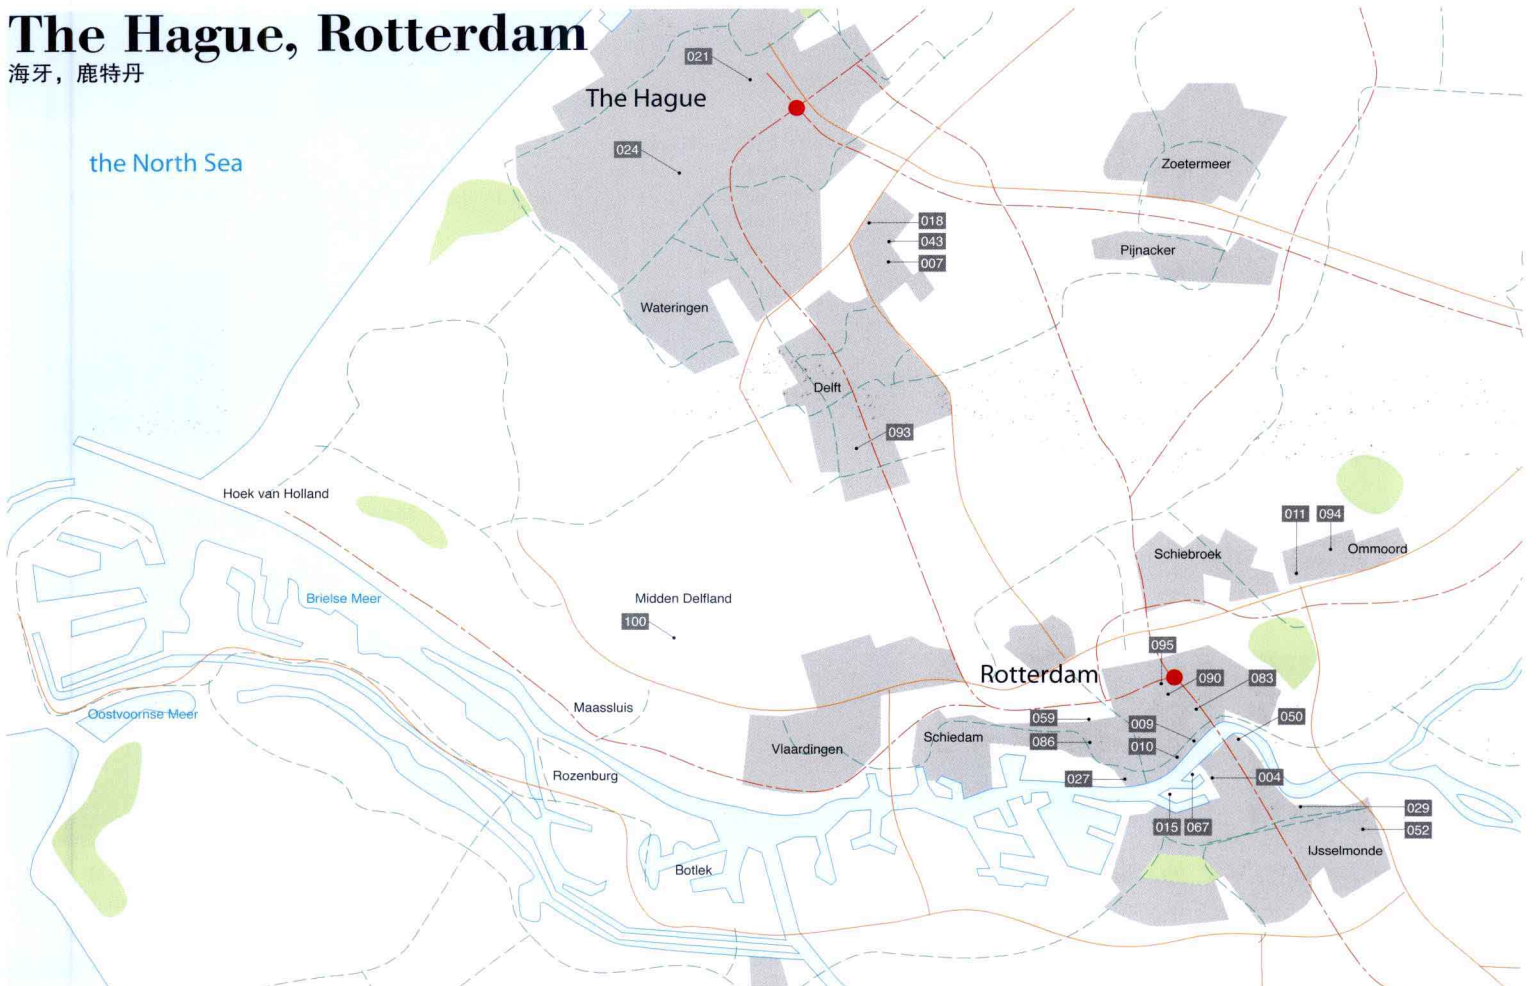 The Hague, Rotterdam
海牙，鹿特丹
021
The Hague
024
the North Sea
Zoetermeer
018
043
007
Pijnacker
Wateringen
Delft
093
Hoek van Holland
011
094
Schiebroek
Ommoord
Brielse Meer
Midden Delfland
100
095
Rotterdam
090
083
Maassluis
Oostvoornse Meer
059
009
050
Schiedam
086
010
Vlaardingen
Rozenburg
027
004
029
015
067
052
IJsselmonde
Botlek